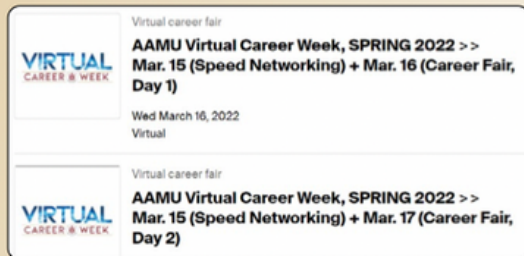 Virtual career fair
VIRTUAL
CAREER WEEK
AAMU Virtual Career Week, SPRING 2022 >>
Mar. 15 (Speed Networking) + Mar. 16 (Career Fair,
Day 1)
Wed March 16, 2022
Virtual
Virtual career fair
VIRTUAL
CAREER WEEK
AAMU Virtual Career Week, SPRING 2022 >>
Mar. 15 (Speed Networking) + Mar. 17 (Career Fair,
Day 2)